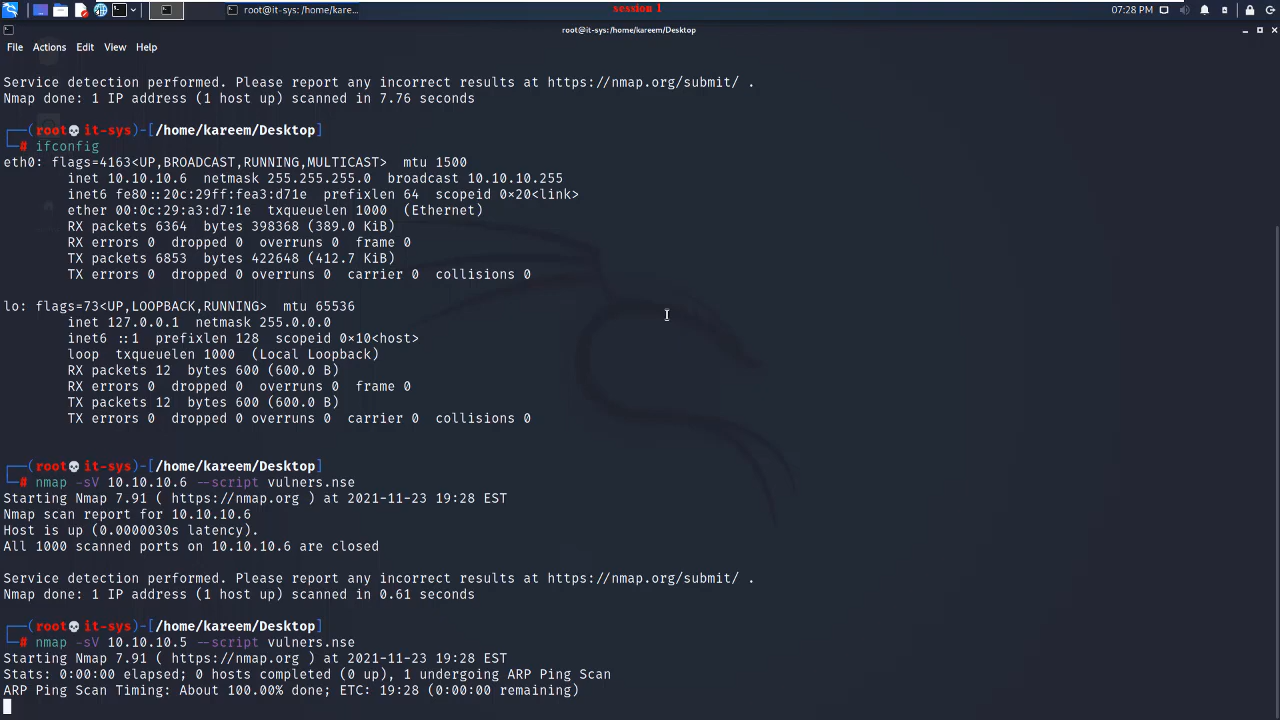 root@it-sys:/home/kare...
session 1
07:28 PM
root@it-sys:/home/kareem/Desktop
File Actions Edit View Help
Service detection performed. Please report any incorrect results at https://nmap.org/submit/ .
Nmap done: 1 IP address (1 host up) scanned in 7.76 seconds
┌──(root💀it-sys)-[/home/kareem/Desktop]
└─# ifconfig
eth0: flags=4163<UP,BROADCAST,RUNNING,MULTICAST>  mtu 1500
        inet 10.10.10.6  netmask 255.255.255.0  broadcast 10.10.10.255
        inet6 fe80::20c:29ff:fea3:d71e  prefixlen 64  scopeid 0×20<link>
        ether 00:0c:29:a3:d7:1e  txqueuelen 1000  (Ethernet)
        RX packets 6364  bytes 398368 (389.0 KiB)
        RX errors 0  dropped 0  overruns 0  frame 0
        TX packets 6853  bytes 422648 (412.7 KiB)
        TX errors 0  dropped 0 overruns 0  carrier 0  collisions 0
lo: flags=73<UP,LOOPBACK,RUNNING>  mtu 65536
        inet 127.0.0.1  netmask 255.0.0.0
        inet6 ::1  prefixlen 128  scopeid 0×10<host>
        loop  txqueuelen 1000  (Local Loopback)
        RX packets 12  bytes 600 (600.0 B)
        RX errors 0  dropped 0  overruns 0  frame 0
        TX packets 12  bytes 600 (600.0 B)
        TX errors 0  dropped 0 overruns 0  carrier 0  collisions 0
┌──(root💀it-sys)-[/home/kareem/Desktop]
└─# nmap -sV 10.10.10.6 --script vulners.nse
Starting Nmap 7.91 ( https://nmap.org ) at 2021-11-23 19:28 EST
Nmap scan report for 10.10.10.6
Host is up (0.0000030s latency).
All 1000 scanned ports on 10.10.10.6 are closed
Service detection performed. Please report any incorrect results at https://nmap.org/submit/ .
Nmap done: 1 IP address (1 host up) scanned in 0.61 seconds
┌──(root💀it-sys)-[/home/kareem/Desktop]
└─# nmap -sV 10.10.10.5 --script vulners.nse
Starting Nmap 7.91 ( https://nmap.org ) at 2021-11-23 19:28 EST
Stats: 0:00:00 elapsed; 0 hosts completed (0 up), 1 undergoing ARP Ping Scan
ARP Ping Scan Timing: About 100.00% done; ETC: 19:28 (0:00:00 remaining)